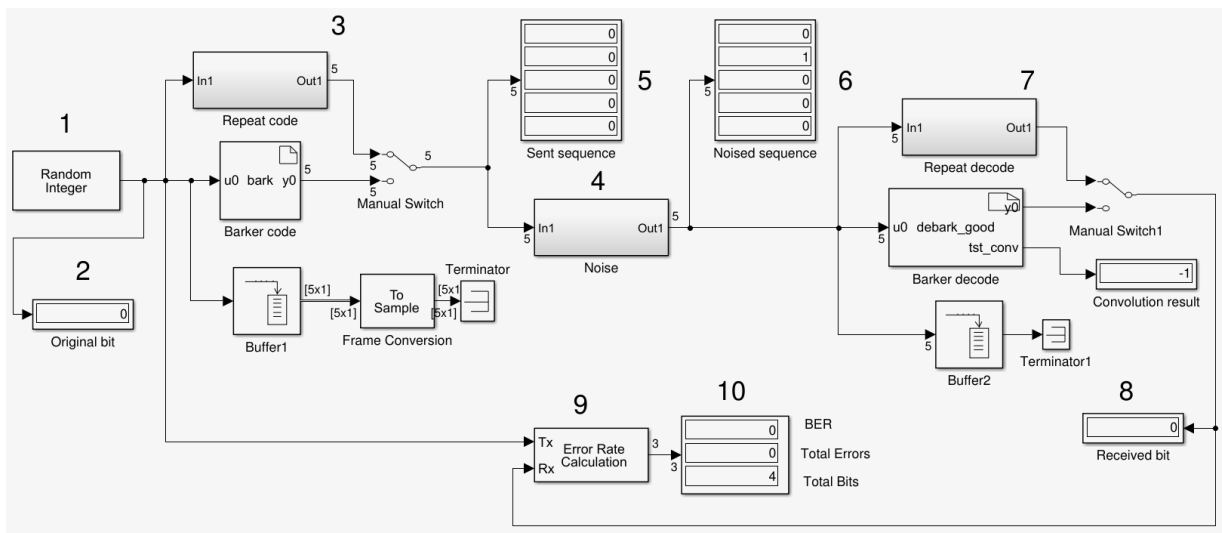 3
In1 Out1
5
Repeat code
1
Random
Integer
u0 bark y0
5
Barker code
5
5
5
Manual Switch
2
0
Original bit
[5x1]
[5x1]
Buffer1
To
Sample
Frame Conversion
[5x1]
[5x1]
Terminator
0
0
0
0
0
5
5
Sent sequence
4
In1 Out1
5
5
Noise
0
1
0
0
0
5
Noised sequence
6
7
In1 Out1
5
Repeat decode
u0 debark_good
y0
tst_conv
5
Barker decode
Manual Switch1
-1
Convolution result
5
Buffer2
Terminator1
8
0
Received bit
9
Tx
Rx
Error Rate
Calculation
3
3
10
0 BER
0 Total Errors
4 Total Bits